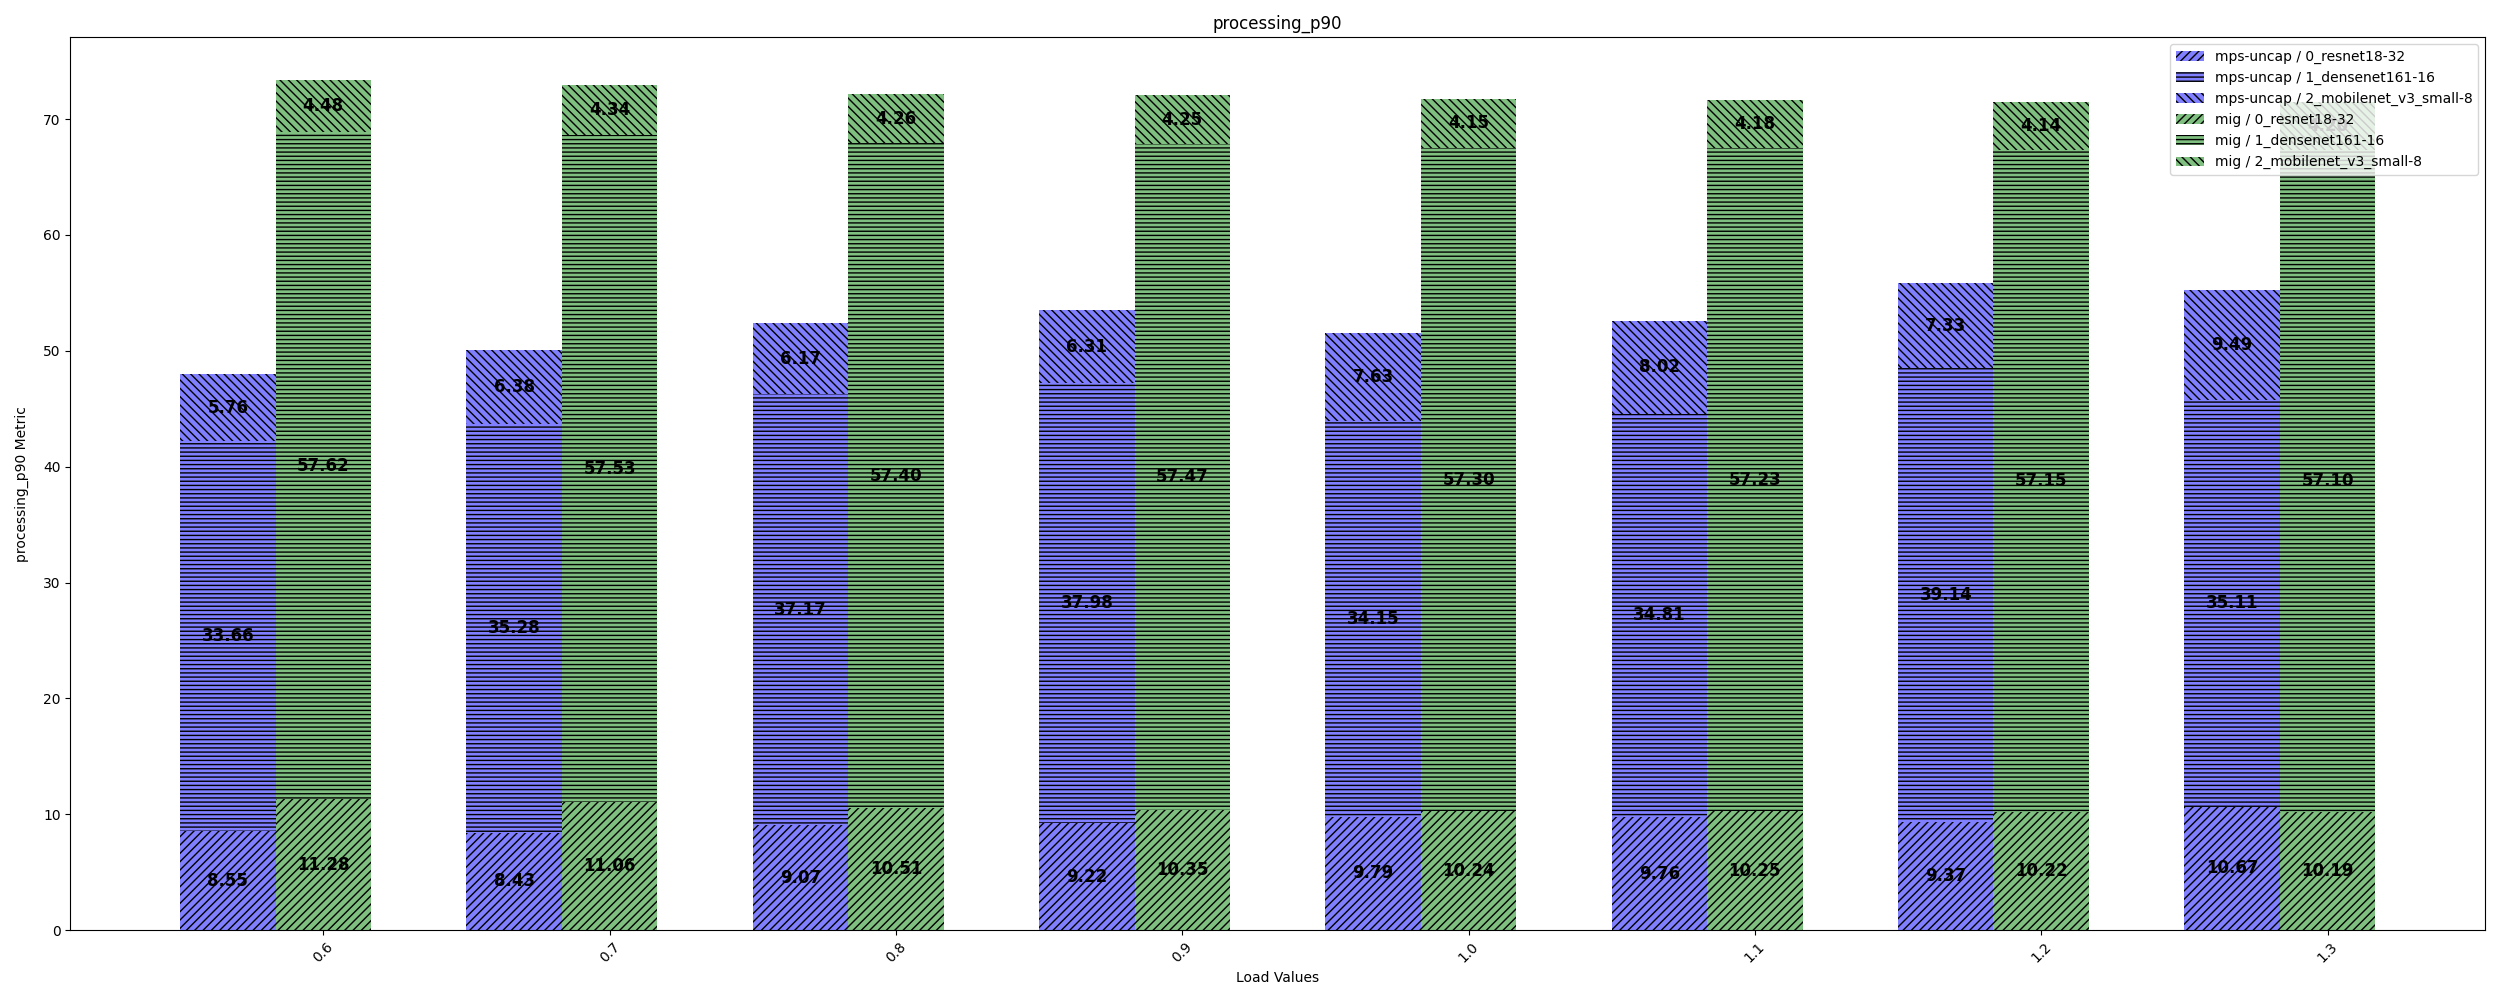 processing_p90
mps-uncap / 0_resnet18-32
mps-uncap / 1_densenet161-16
mps-uncap / 2_mobilenet_v3_small-8
mig / 0_resnet18-32
mig / 1_densenet161-16
mig / 2_mobilenet_v3_small-8
processing_p90 Metric
70
60
50
40
30
20
10
0
4.48 4.34 4.26 4.25 4.15 4.18 4.14
5.76 6.38 6.17 6.31 7.63 8.02 7.33 9.49
57.62 57.53 57.40 57.47 57.30 57.23 57.15 57.10
33.66 35.28 37.17 37.98 34.15 34.81 39.14 35.11
8.55 11.28 8.43 11.06 9.07 10.51 9.22 10.35 9.79 10.24 9.76 10.25 9.37 10.22 10.67 10.19
0.6 0.7 0.8 0.9 1.0 1.1 1.2 1.3
Load Values